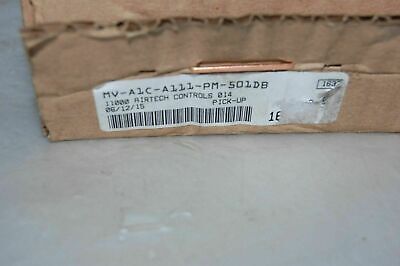 MV-A1C-A111-PM-501DB
11000 AIRTECH CONTROLS 014
06/12/15 PICK-UP